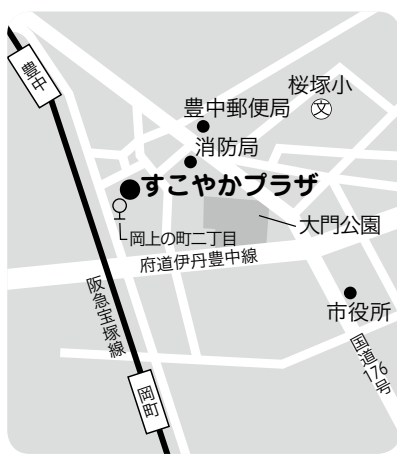 豊中
桜塚小
文
豊中郵便局
消防局
すこやかプラザ
大門公園
岡上の町二丁目
府道伊丹豊中線
阪急宝塚線
市役所
国道176号
岡町